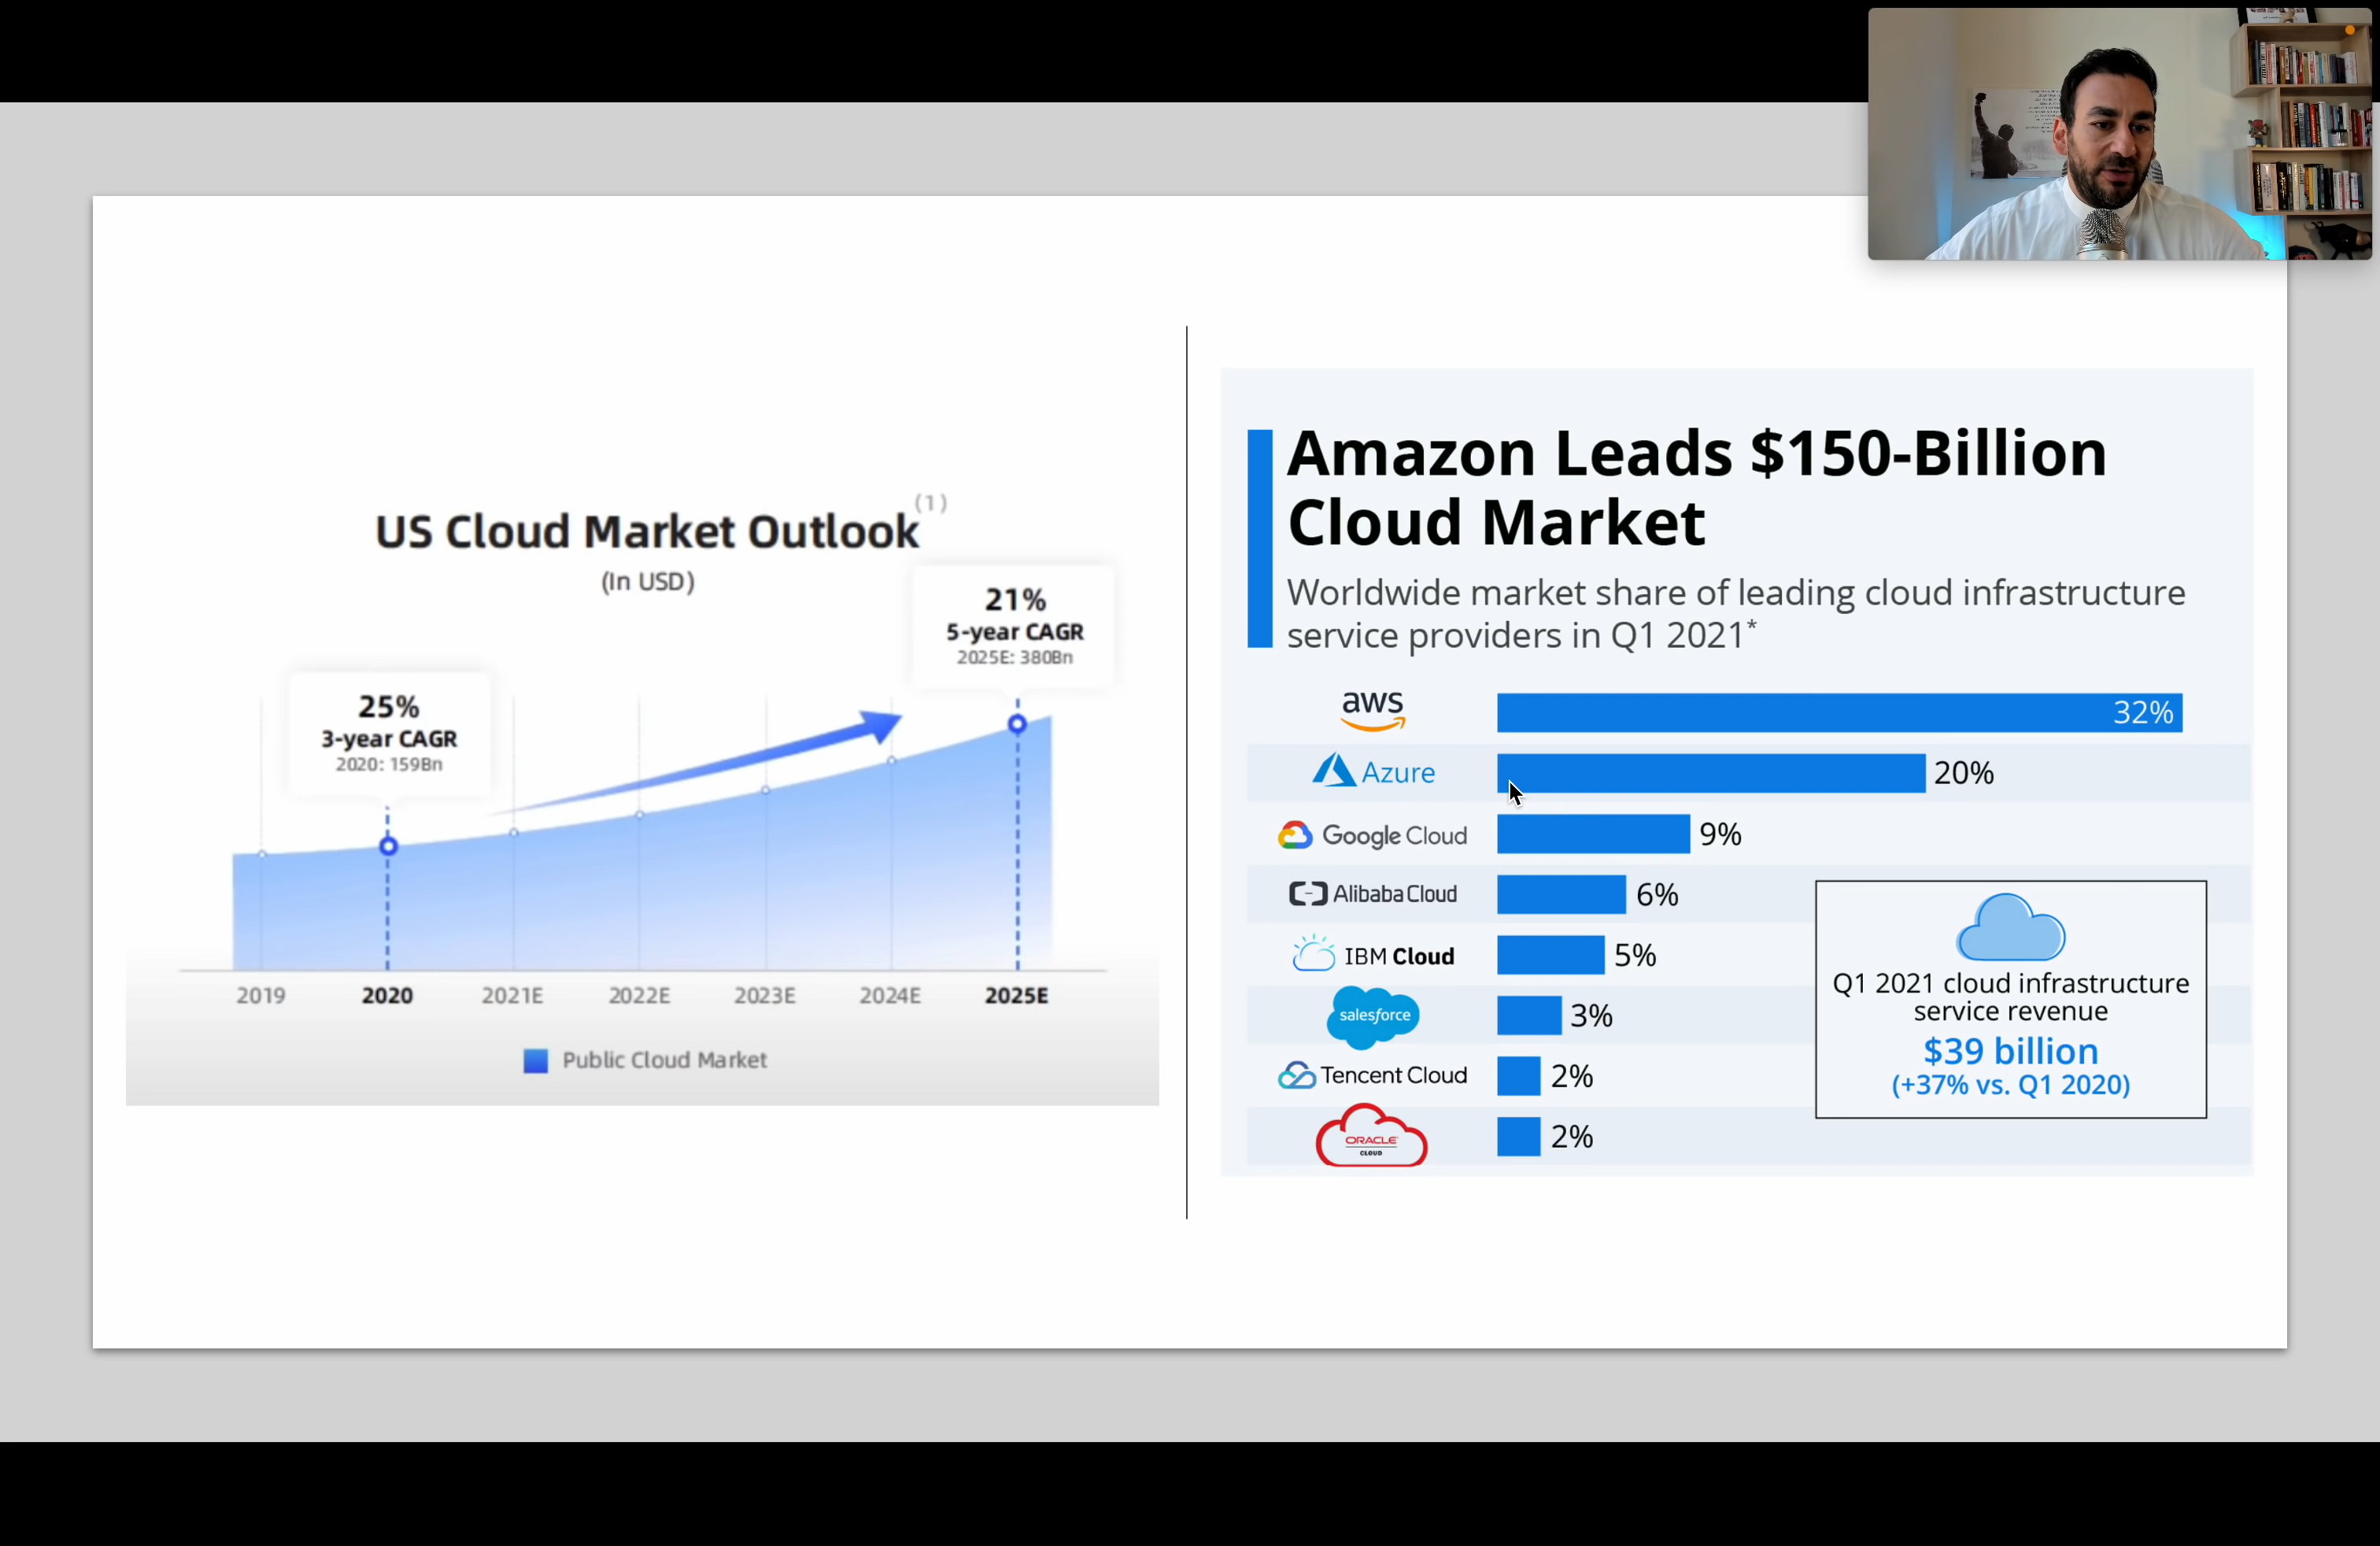 US Cloud Market Outlook (1)
(In USD)
25%
3-year CAGR
2020: 159Bn
21%
5-year CAGR
2025E: 380Bn
2019 2020 2021E 2022E 2023E 2024E 2025E
Public Cloud Market
Amazon Leads $150-Billion
Cloud Market
Worldwide market share of leading cloud infrastructure
service providers in Q1 2021*
aws 32%
Azure 20%
Google Cloud 9%
Alibaba Cloud 6%
IBM Cloud 5%
salesforce 3%
Tencent Cloud 2%
ORACLE
CLOUD
2%
Q1 2021 cloud infrastructure
service revenue
$39 billion
(+37% vs. Q1 2020)